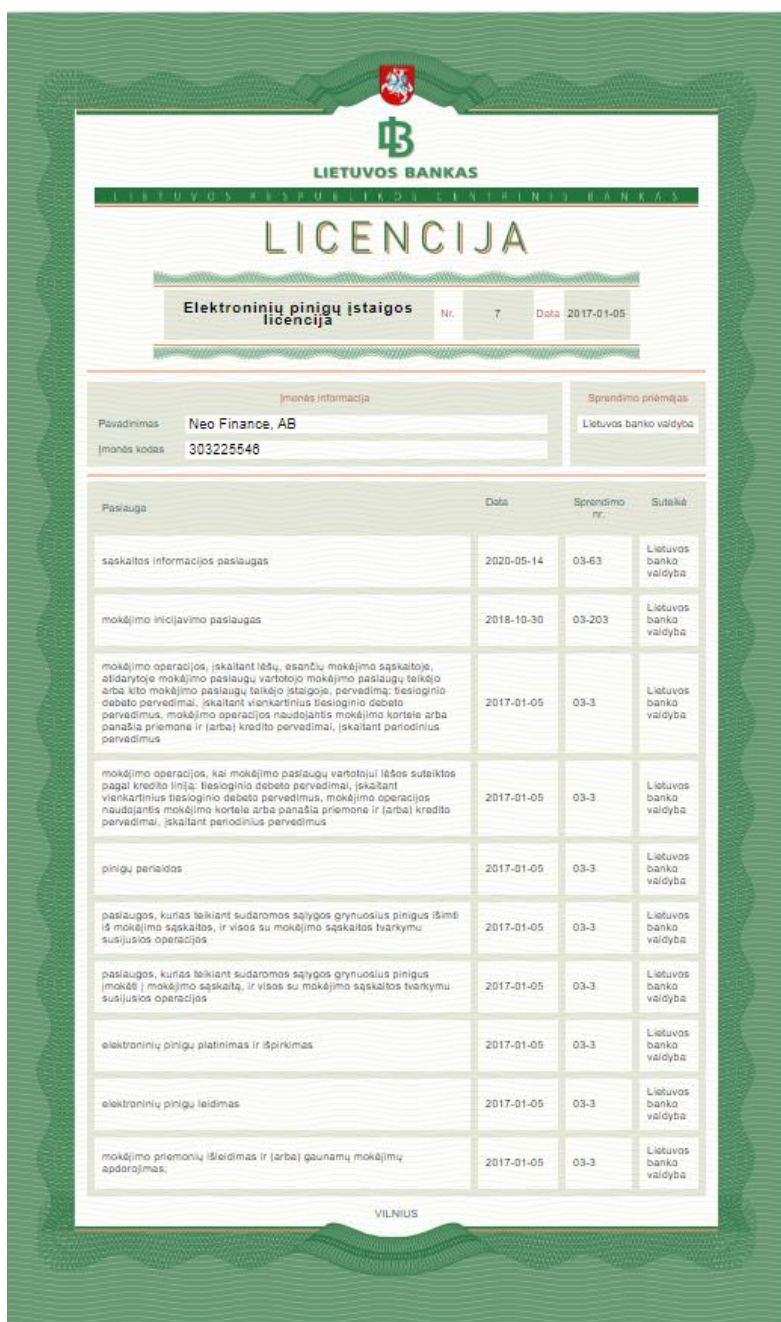 LIETUVOS BANKAS
LIETUVOS RESPUBLIKOS CENTRINIS BANKAS
LICENCIJA
Elektroninių pinigų įstaigos
licencija
Nr. 7 Data 2017-01-05
Įmonės informacija
Sprendimo priėmėjas
Pavadinimas Neo Finance, AB
Lietuvos banko valdyba
Įmonės kodas 303225546
Paslauga Data Sprendimo nr. Suteikė
sąskaitos informacijos paslaugas 2020-05-14 03-63 Lietuvos banko valdyba
mokėjimo inicijavimo paslaugas 2018-10-30 03-203 Lietuvos banko valdyba
mokėjimo operacijos, įskaitant lėšų, esančių mokėjimo sąskaitoje,
atidarytoje mokėjimo paslaugų vartotojo mokėjimo paslaugų teikėjo
arba kito mokėjimo paslaugų teikėjo įstaigoje, pervedimą: tiesioginio
debeto pervedimai, įskaitant vienkartinius tiesioginio debeto
pervedimus, mokėjimo operacijos naudojantis mokėjimo kortele arba
panašia priemone ir (arba) kredito pervedimai, įskaitant periodinius
pervedimus
2017-01-05 03-3 Lietuvos banko valdyba
mokėjimo operacijos, kai mokėjimo paslaugų vartotojui lėšos suteiktos
pagal kredito liniją: tiesioginio debeto pervedimai, įskaitant
vienkartinius tiesioginio debeto pervedimus, mokėjimo operacijos
naudojantis mokėjimo kortele arba panašia priemone ir (arba) kredito
pervedimai, įskaitant periodinius pervedimus
2017-01-05 03-3 Lietuvos banko valdyba
pinigų perlaidos 2017-01-05 03-3 Lietuvos banko valdyba
paslaugos, kurias teikiant sudaromos sąlygos grynuosius pinigus išimti
iš mokėjimo sąskaitos, ir visos su mokėjimo sąskaitos tvarkymu
susijusios operacijos
2017-01-05 03-3 Lietuvos banko valdyba
paslaugos, kurias teikiant sudaromos sąlygos grynuosius pinigus
įmokėti į mokėjimo sąskaitą, ir visos su mokėjimo sąskaitos tvarkymu
susijusios operacijos
2017-01-05 03-3 Lietuvos banko valdyba
elektroninių pinigų platinimas ir išpirkimas 2017-01-05 03-3 Lietuvos banko valdyba
elektroninių pinigų leidimas 2017-01-05 03-3 Lietuvos banko valdyba
mokėjimo priemonių išleidimas ir (arba) gaunamų mokėjimų
apdorojimas;
2017-01-05 03-3 Lietuvos banko valdyba
VILNIUS